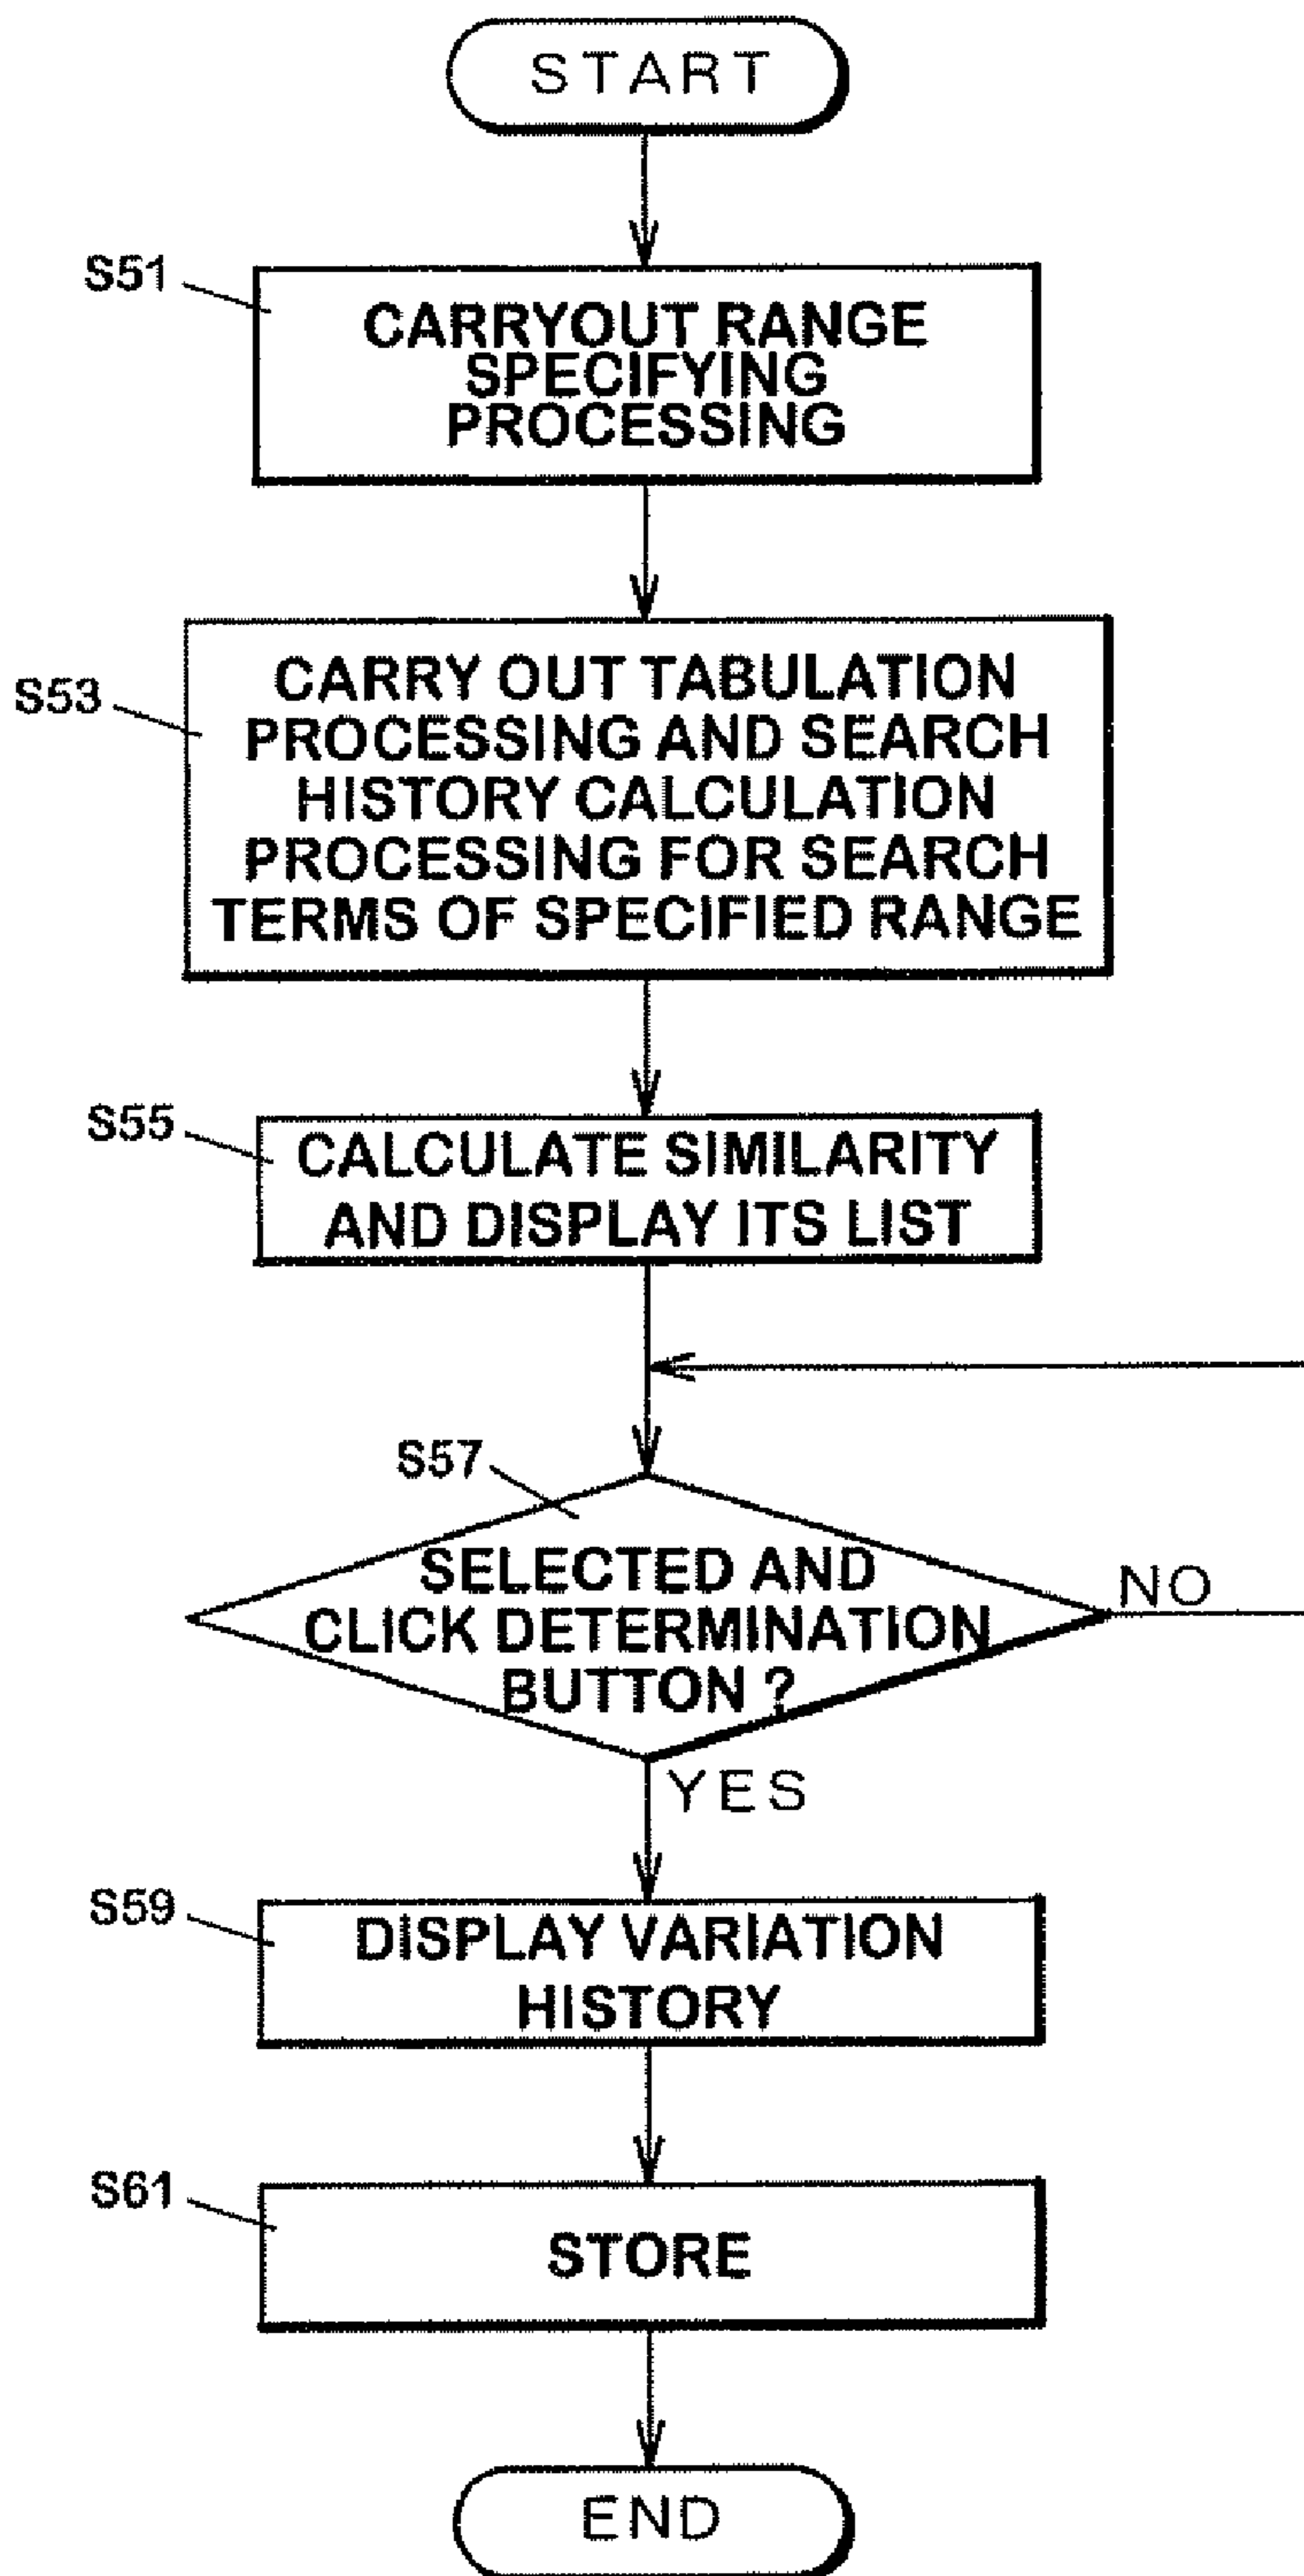 START
S51
CARRYOUT RANGE
SPECIFYING
PROCESSING
S53
CARRY OUT TABULATION
PROCESSING AND SEARCH
HISTORY CALCULATION
PROCESSING FOR SEARCH
TERMS OF SPECIFIED RANGE
S55
CALCULATE SIMILARITY
AND DISPLAY ITS LIST
S57
SELECTED AND
CLICK DETERMINATION
BUTTON ?
NO
YES
S59
DISPLAY VARIATION
HISTORY
S61
STORE
END